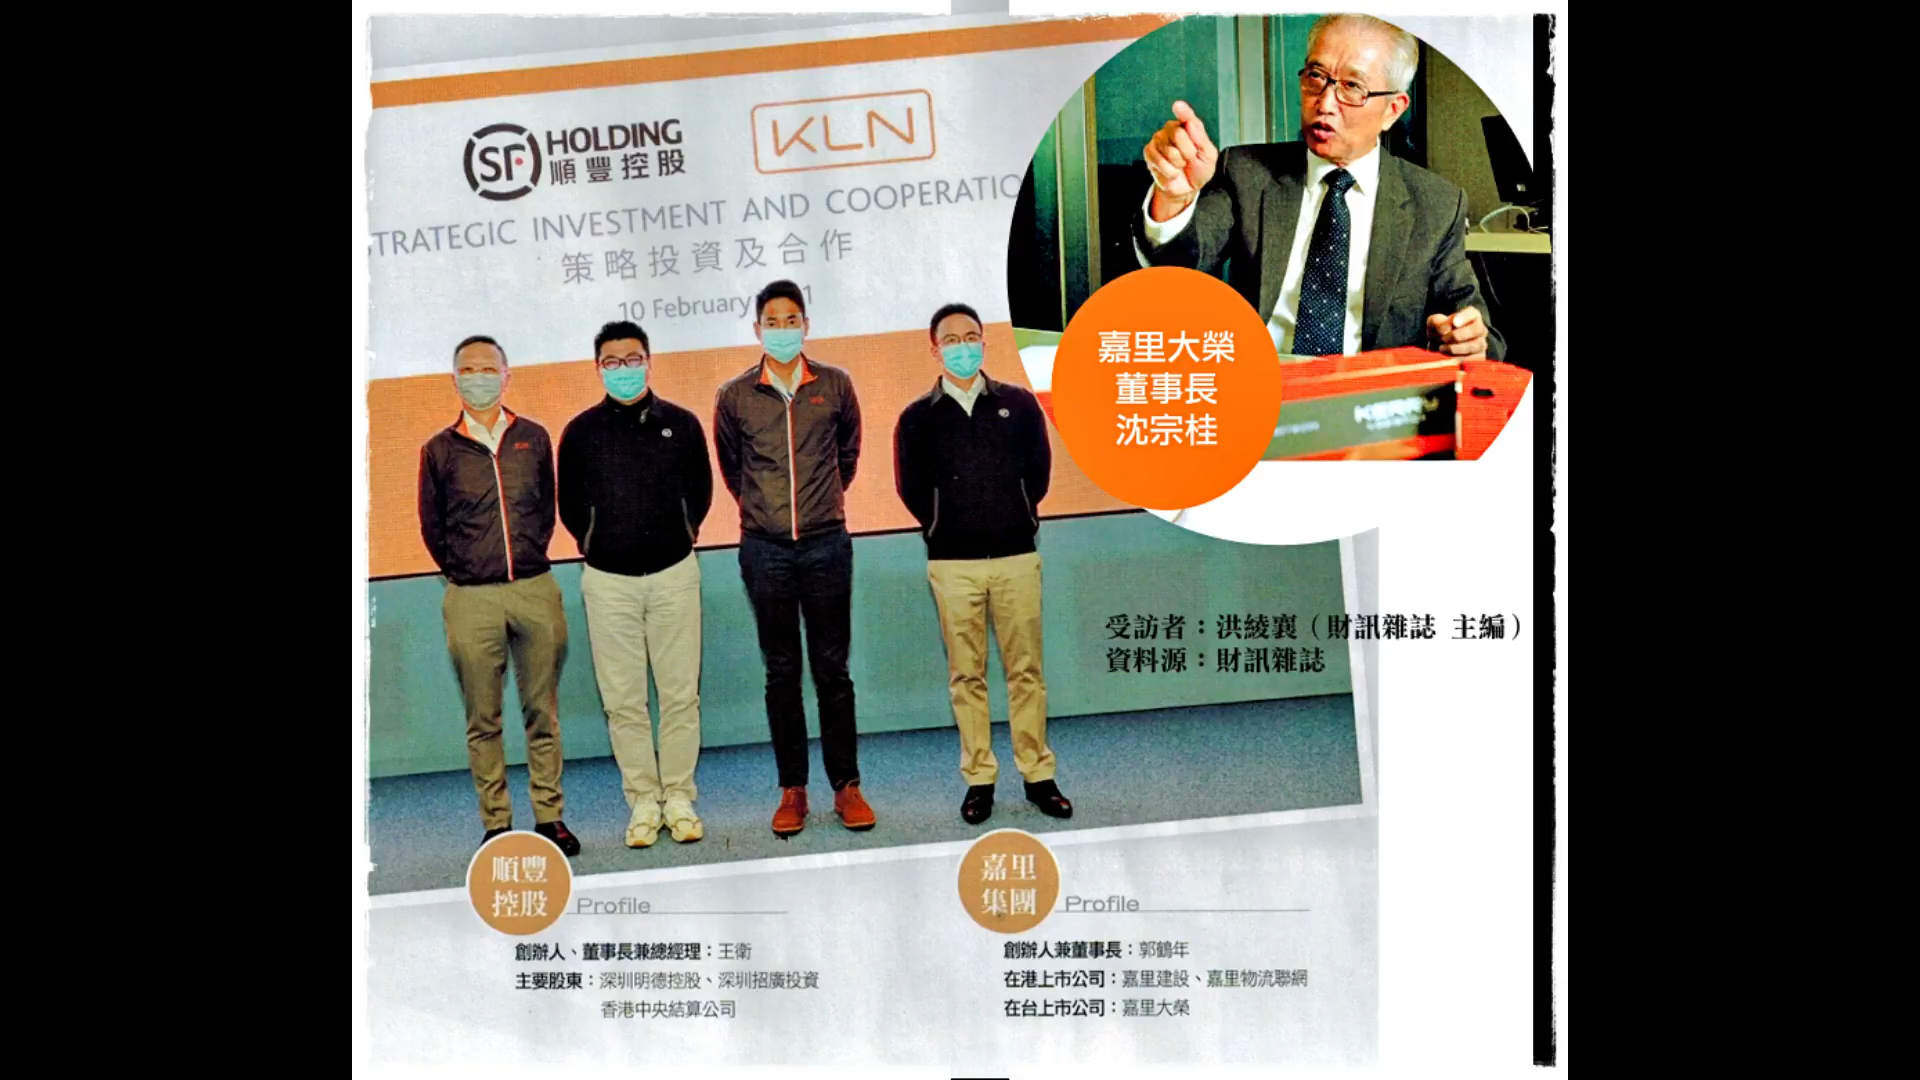 SF HOLDING
順豐控股
KLN
STRATEGIC INVESTMENT AND COOPERATIO
策略投資及合作
10 February
嘉里大榮
董事長
沈宗桂
受訪者：洪綾襄（財訊雜誌 主編）
資料源：財訊雜誌
順豐
控股
Profile
創辦人、董事長兼總經理：王衛
主要股東：深圳明德控股、深圳招廣投資
香港中央結算公司
嘉里
集團
Profile
創辦人兼董事長：郭鶴年
在港上市公司：嘉里建設、嘉里物流聯網
在台上市公司：嘉里大榮